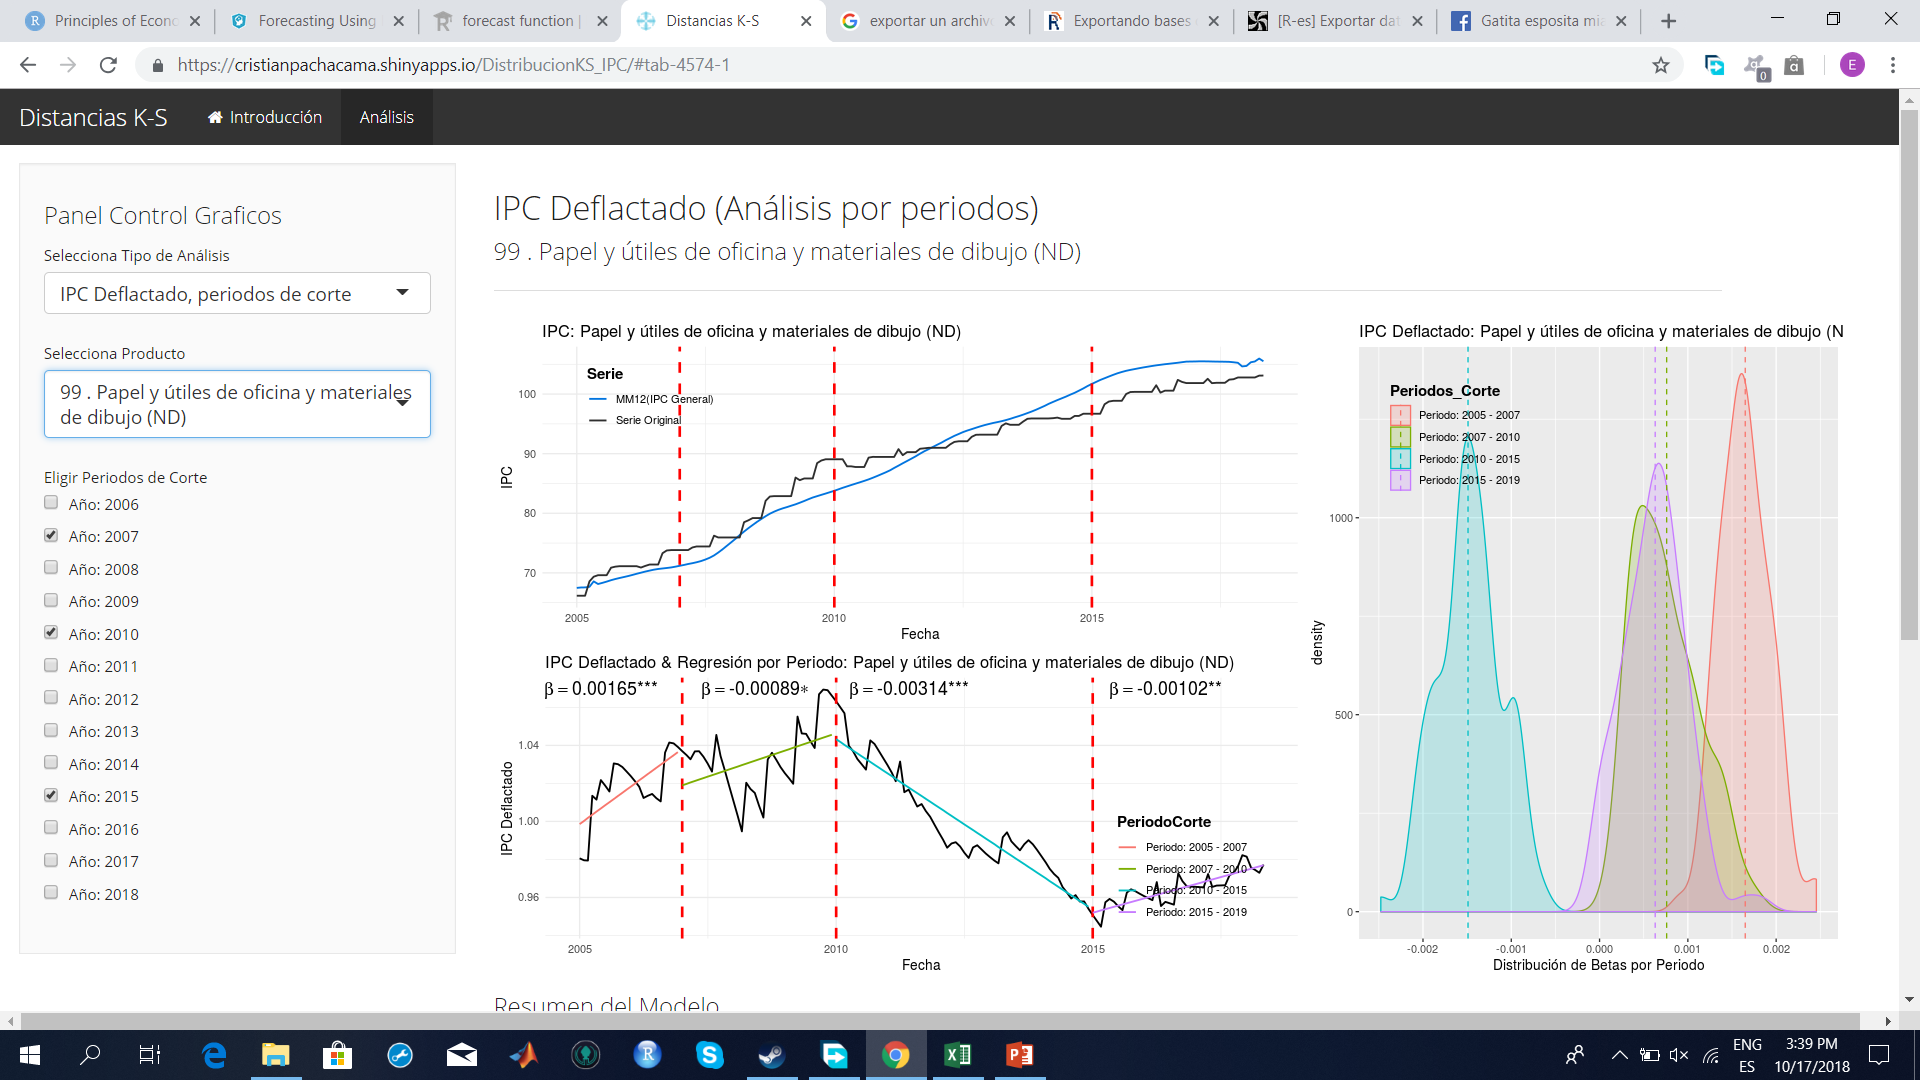 Principles of Econo
Forecasting Using
forecast function |
Distancias K-S
exportar un archivo
Exportando bases
[R-es] Exportar dat
Gatita esposita mia
https://cristianpachacama.shinyapps.io/DistribucionKS_IPC/#tab-4574-1
0
E
Distancias K-S
Introducción
Análisis
Panel Control Graficos
Selecciona Tipo de Análisis
IPC Deflactado, periodos de corte
Selecciona Producto
99 . Papel y útiles de oficina y materiales
de dibujo (ND)
Eligir Periodos de Corte
Año: 2006
Año: 2007
Año: 2008
Año: 2009
Año: 2010
Año: 2011
Año: 2012
Año: 2013
Año: 2014
Año: 2015
Año: 2016
Año: 2017
Año: 2018
IPC Deflactado (Análisis por periodos)
99 . Papel y útiles de oficina y materiales de dibujo (ND)
IPC: Papel y útiles de oficina y materiales de dibujo (ND)
Serie
MM12(IPC General)
Serie Original
IPC
100
90
80
70
2005
2010
2015
Fecha
IPC Deflactado & Regresión por Periodo: Papel y útiles de oficina y materiales de dibujo (ND)
β = 0.00165***
β = -0.00089*
β = -0.00314***
β = -0.00102**
IPC Deflactado
1.04
1.00
0.96
PeriodoCorte
Periodo: 2005 - 2007
Periodo: 2007 - 2010
Periodo: 2010 - 2015
Periodo: 2015 - 2019
2005
2010
2015
Fecha
IPC Deflactado: Papel y útiles de oficina y materiales de dibujo (N
Periodos_Corte
Periodo: 2005 - 2007
Periodo: 2007 - 2010
Periodo: 2010 - 2015
Periodo: 2015 - 2019
density
1000
500
0
-0.002
-0.001
0.000
0.001
0.002
Distribución de Betas por Periodo
Resumen del Modelo
ENG
ES
3:39 PM
10/17/2018